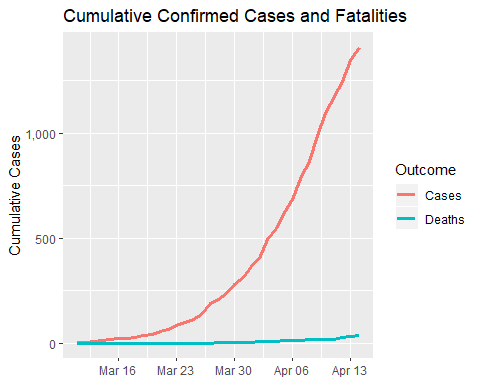 Cumulative Confirmed Cases and Fatalities
Cumulative Cases
1,000
500
0
Mar 16 Mar 23 Mar 30 Apr 06 Apr 13
Outcome
Cases
Deaths